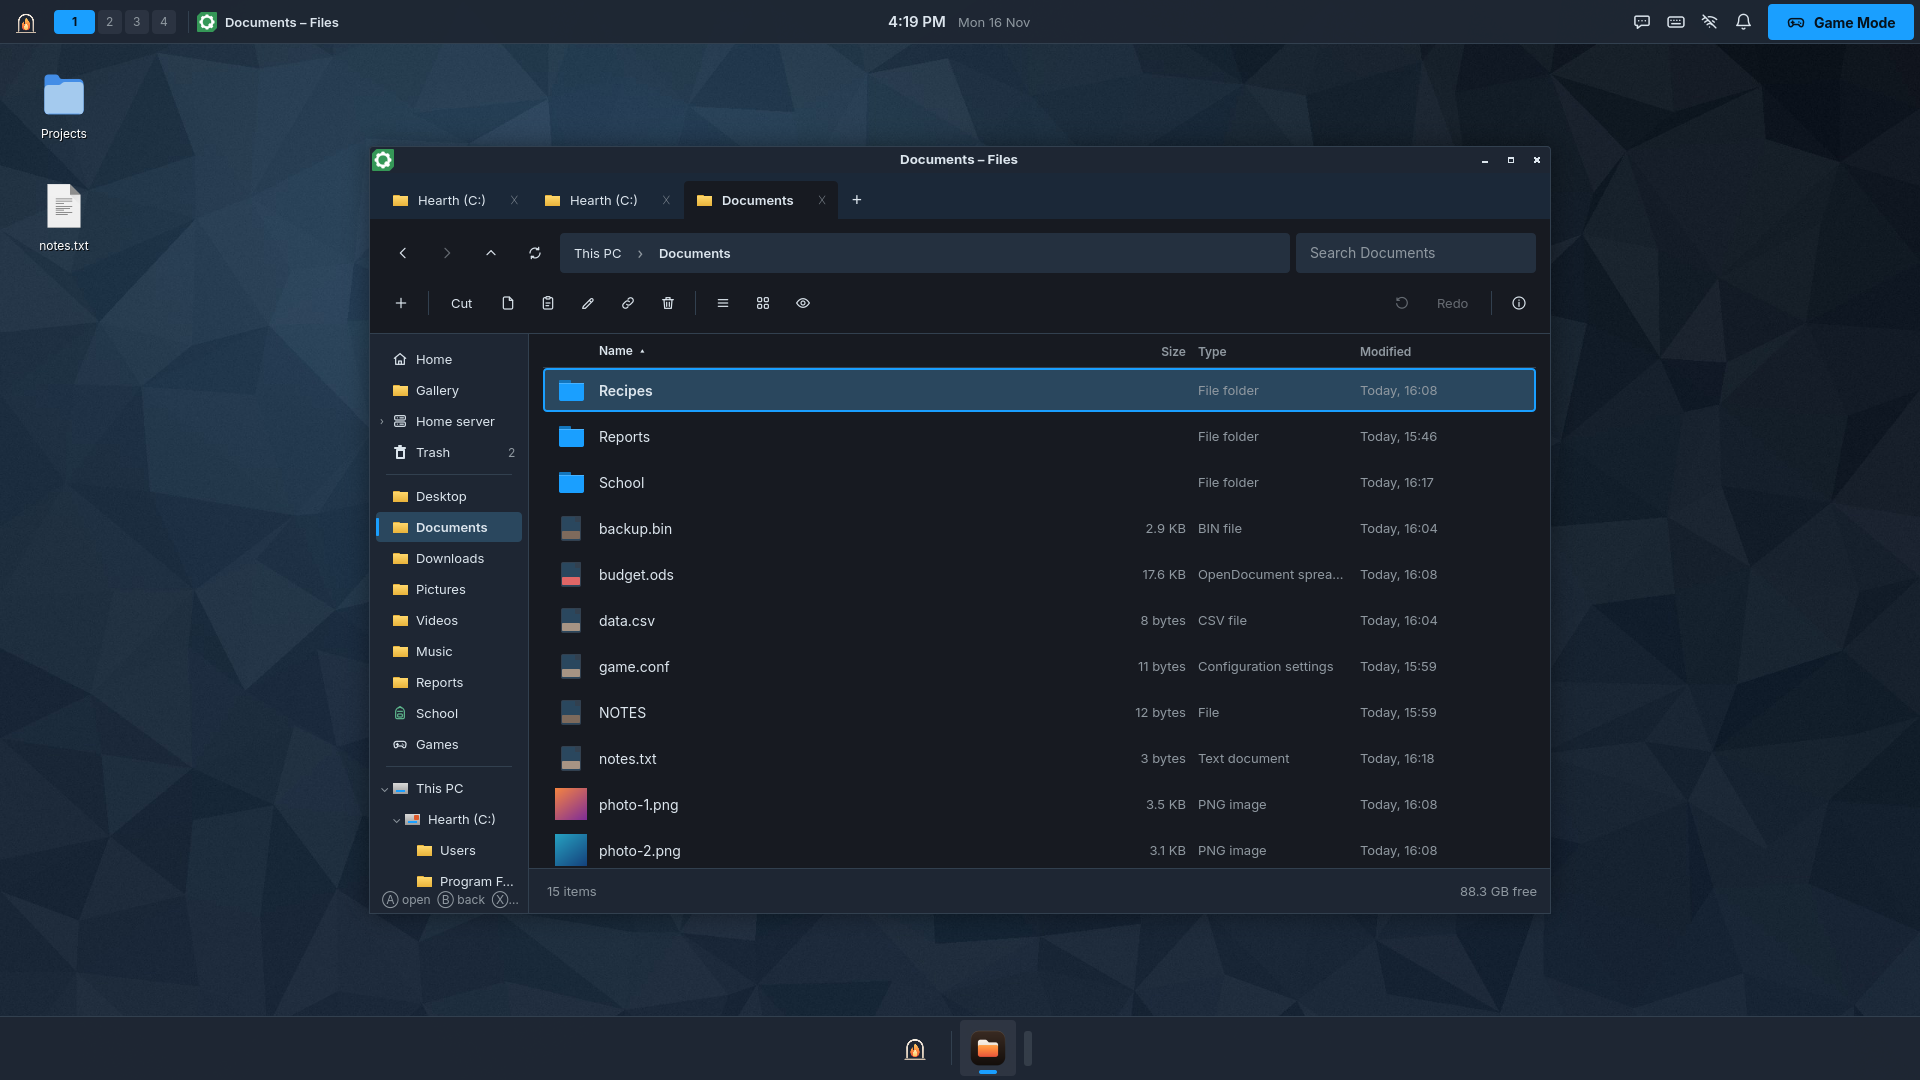 1 2 3 4 Documents – Files 4:19 PM Mon 16 Nov Game Mode
Projects
notes.txt
Documents – Files
Hearth (C:) X Hearth (C:) X Documents X +
This PC › Documents Search Documents
Cut Redo
Home
Gallery
Home server
Trash 2
Desktop
Documents
Downloads
Pictures
Videos
Music
Reports
School
Games
This PC
Hearth (C:)
Users
Program F...
A open B back X...
Name Size Type Modified
Recipes File folder Today, 16:08
Reports File folder Today, 15:46
School File folder Today, 16:17
backup.bin 2.9 KB BIN file Today, 16:04
budget.ods 17.6 KB OpenDocument sprea... Today, 16:08
data.csv 8 bytes CSV file Today, 16:04
game.conf 11 bytes Configuration settings Today, 15:59
NOTES 12 bytes File Today, 15:59
notes.txt 3 bytes Text document Today, 16:18
photo-1.png 3.5 KB PNG image Today, 16:08
photo-2.png 3.1 KB PNG image Today, 16:08
15 items 88.3 GB free